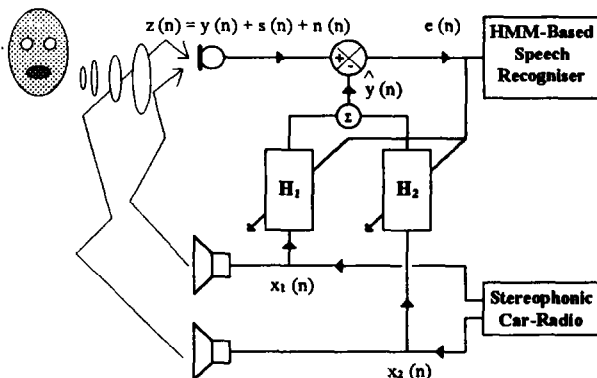 z (n) = y (n) + s (n) + n (n)
e (n)
HMM-Based
Speech
Recogniser
+
-
^
y (n)
Σ
H₁
H₂
x₁ (n)
Stereophonic
Car-Radio
x₂ (n)